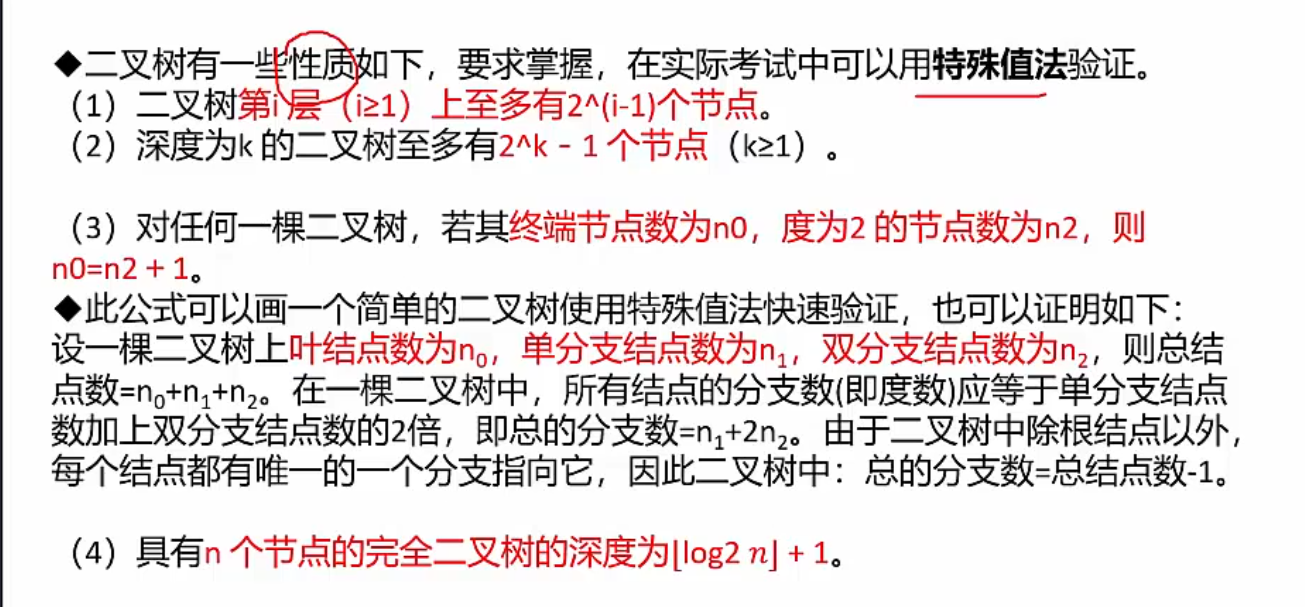 ◆二叉树有一些性质如下，要求掌握，在实际考试中可以用特殊值法验证。
（1）二叉树第i 层（i≥1）上至多有2^(i-1)个节点。
（2）深度为k 的二叉树至多有2^k - 1 个节点（k≥1）。
（3）对任何一棵二叉树，若其终端节点数为n0，度为2 的节点数为n2，则
n0=n2 + 1。
◆此公式可以画一个简单的二叉树使用特殊值法快速验证，也可以证明如下：
设一棵二叉树上叶结点数为n₀，单分支结点数为n₁，双分支结点数为n₂，则总结
点数=n₀+n₁+n₂。在一棵二叉树中，所有结点的分支数(即度数)应等于单分支结点
数加上双分支结点数的2倍，即总的分支数=n₁+2n₂。由于二叉树中除根结点以外，
每个结点都有唯一的一个分支指向它，因此二叉树中：总的分支数=总结点数-1。
（4）具有n 个节点的完全二叉树的深度为⌊log2 n⌋ + 1。